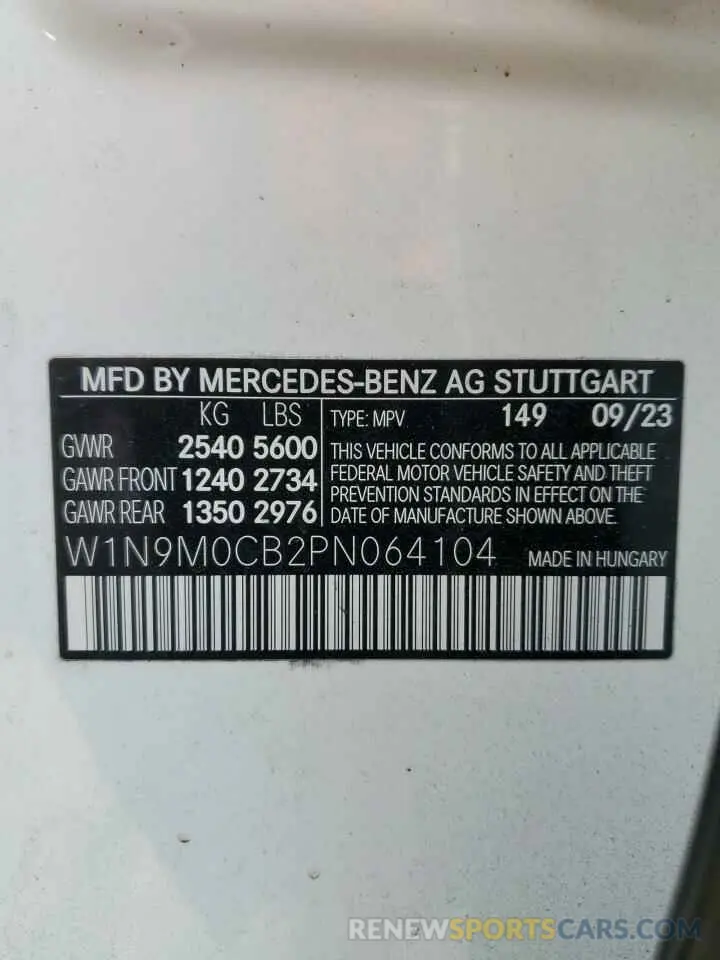 MFD BY MERCEDES-BENZ AG STUTTGART
KG LBS
GVWR 2540 5600
GAWR FRONT 1240 2734
GAWR REAR 1350 2976
TYPE: MPV 149 09/23
THIS VEHICLE CONFORMS TO ALL APPLICABLE
FEDERAL MOTOR VEHICLE SAFETY AND THEFT
PREVENTION STANDARDS IN EFFECT ON THE
DATE OF MANUFACTURE SHOWN ABOVE.
W1N9M0CB2PN064104 MADE IN HUNGARY
RENEWSPORTSCARS.COM